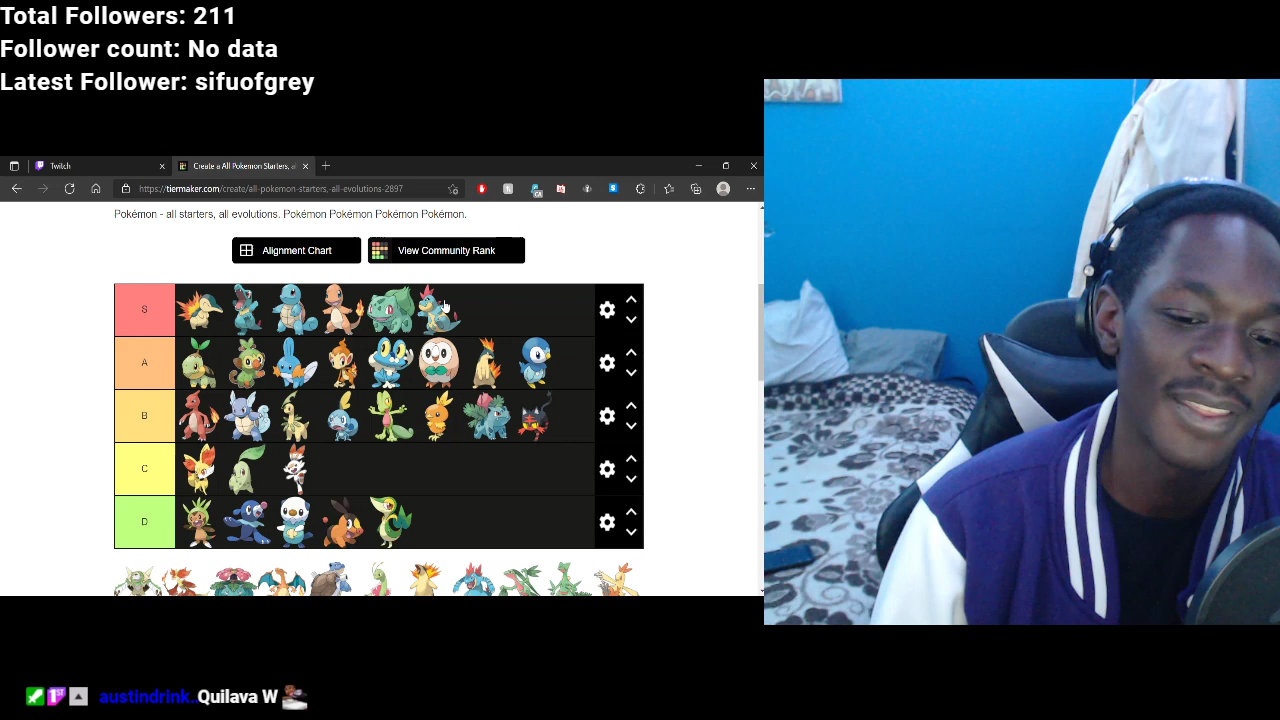 Total Followers: 211
Follower count: No data
Latest Follower: sifuofgrey
Twitch
Create a All Pokemon Starters, a
https://tiermaker.com/create/all-pokemon-starters,-all-evolutions-2897
Pokémon - all starters, all evolutions. Pokémon Pokémon Pokémon Pokémon.
Alignment Chart
View Community Rank
S
A
B
C
D
1ST austindrink..Quilava W